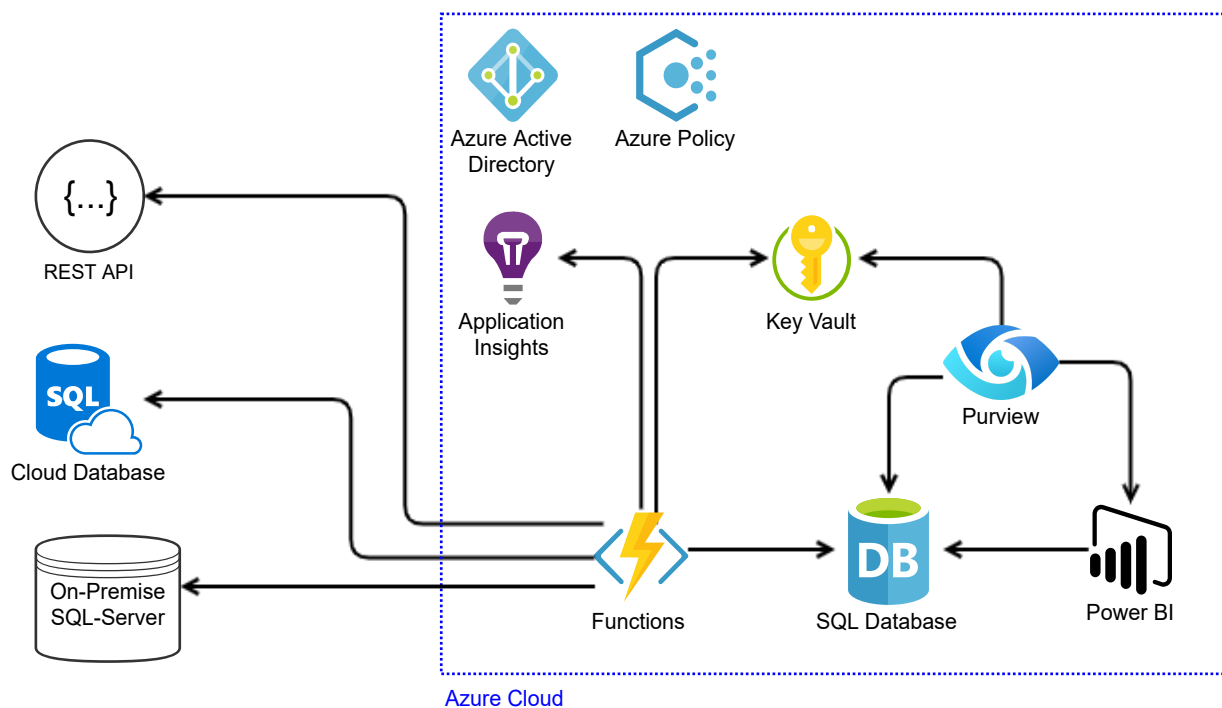 Azure Active
Directory
Azure Policy
{...}
REST API
Application
Insights
Key Vault
SQL
Cloud Database
Purview
On-Premise
SQL-Server
Functions
DB
SQL Database
Power BI
Azure Cloud